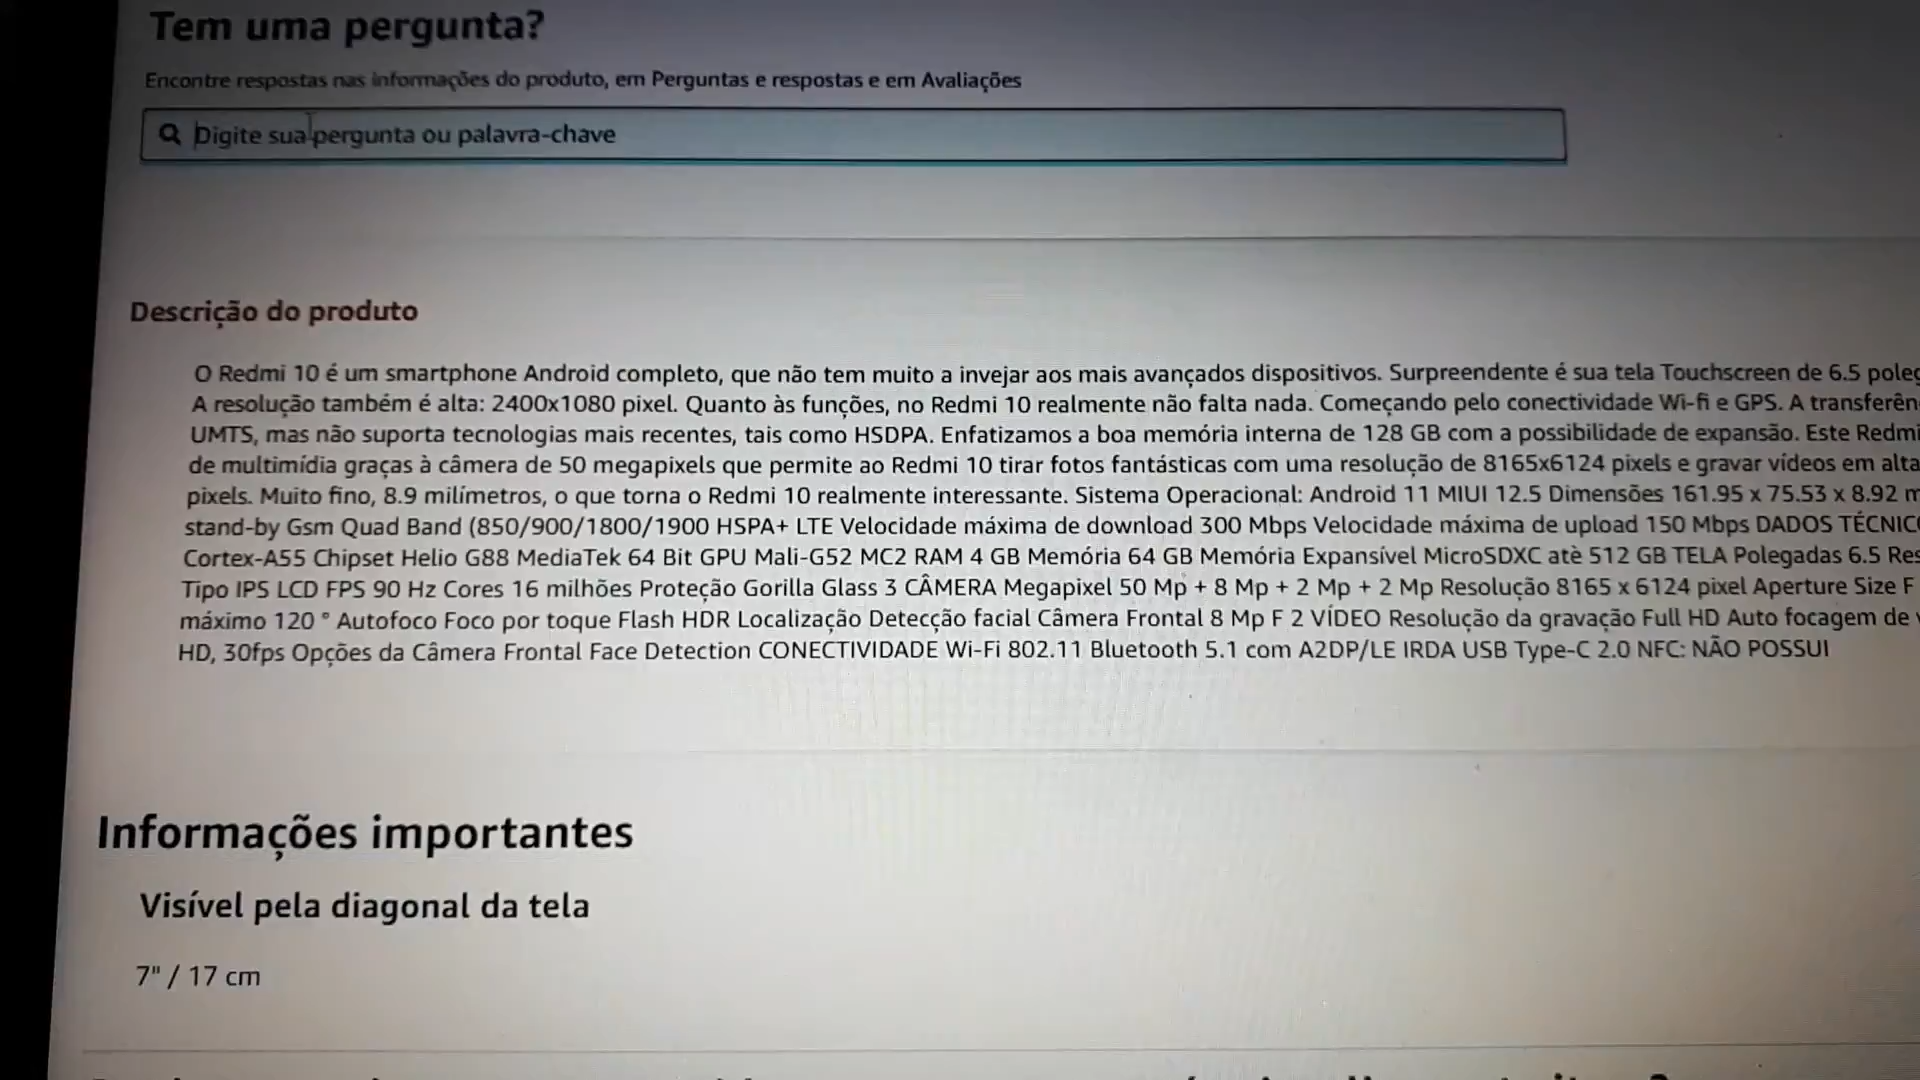 Tem uma pergunta?
Encontre respostas nas informações do produto, em Perguntas e respostas e em Avaliações
Digite sua pergunta ou palavra-chave
Descrição do produto
O Redmi 10 é um smartphone Android completo, que não tem muito a invejar aos mais avançados dispositivos. Surpreendente é sua tela Touchscreen de 6.5
A resolução também é alta: 2400x1080 pixel. Quanto às funções, no Redmi 10 realmente não falta nada. Começando pelo conectividade Wi-fi e GPS. A
UMTS, mas não suporta tecnologias mais recentes, tais como HSDPA. Enfatizamos a boa memória interna de 128 GB com a possibilidade de expansão. Este Redmi
de multimídia graças à câmera de 50 megapixels que permite ao Redmi 10 tirar fotos fantásticas com uma resolução de 8165x6124 pixels e gravar vídeos em alta
pixels. Muito fino, 8.9 milímetros, o que torna o Redmi 10 realmente interessante. Sistema Operacional: Android 11 MIUI 12.5 Dimensões 161.95 x 75.53 x 8.92
stand-by Gsm Quad Band (850/900/1800/1900 HSPA+ LTE Velocidade máxima de download 300 Mbps Velocidade máxima de upload 150 Mbps DADOS
Cortex-A55 Chipset Helio G88 MediaTek 64 Bit GPU Mali-G52 MC2 RAM 4 GB Memória 64 GB Memória Expansível MicroSDXC atè 512 GB TELA Polegadas 6.5
Tipo IPS LCD FPS 90 Hz Cores 16 milhões Proteção Gorilla Glass 3 CÂMERA Megapixel 50 Mp + 8 Mp + 2 Mp + 2 Mp Resolução 8165 x 6124 pixel Aperture Size F
máximo 120 ° Autofoco Foco por toque Flash HDR Localização Detecção facial Câmera Frontal 8 Mp F 2 VÍDEO Resolução da gravação Full HD Auto focagem de
HD, 30fps Opções da Câmera Frontal Face Detection CONECTIVIDADE Wi-Fi 802.11 Bluetooth 5.1 com A2DP/LE IRDA USB Type-C 2.0 NFC: NÃO POSSUI
Informações importantes
Visível pela diagonal da tela
7" / 17 cm